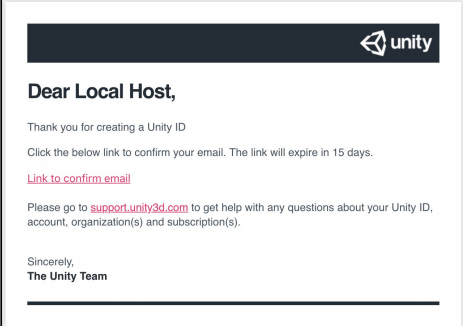 unity
Dear Local Host,
Thank you for creating a Unity ID
Click the below link to confirm your email. The link will expire in 15 days.
Link to confirm email
Please go to support.unity3d.com to get help with any questions about your Unity ID,
account, organization(s) and subscription(s).
Sincerely,
The Unity Team